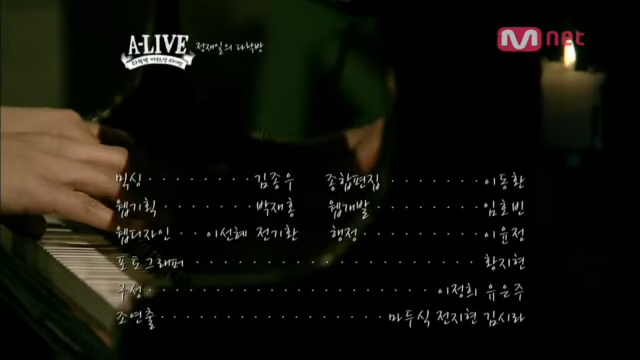 A-LIVE
정재일의 다락방
M net
믹싱 · · · · · · · · 김종우 종합편집 · · · · · · · 이동환
웹기획 · · · · · · · 박재홍 웹개발 · · · · · · · · 임호빈
웹디자인 · · 이선혜 전기환 행정 · · · · · · · · · 이윤정
포토그래퍼 · · · · · · · · · · · · · · · · · · · · · · 황지현
구성 · · · · · · · · · · · · · · · · · · · · · 이정희 유은주
조연출 · · · · · · · · · · · · · · · · · 마두식 전지현 김시라